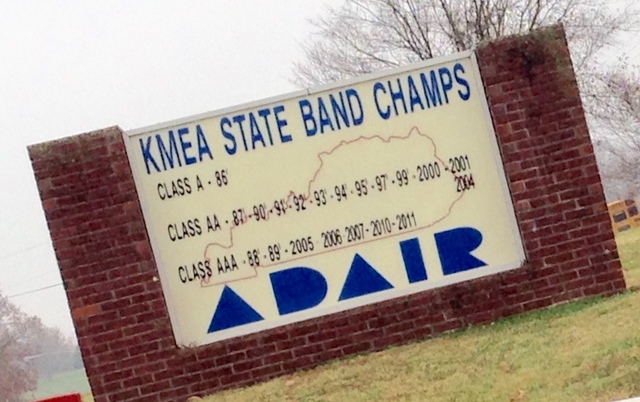 KMEA STATE BAND CHAMPS
CLASS A - 85'
CLASS AA - 87'-90'-91'-92'-93'-94'-95'-97'-99'-2000-2001
2004
CLASS AAA - 88'-89'-2005 2006 2007-2010-2011
ADAIR